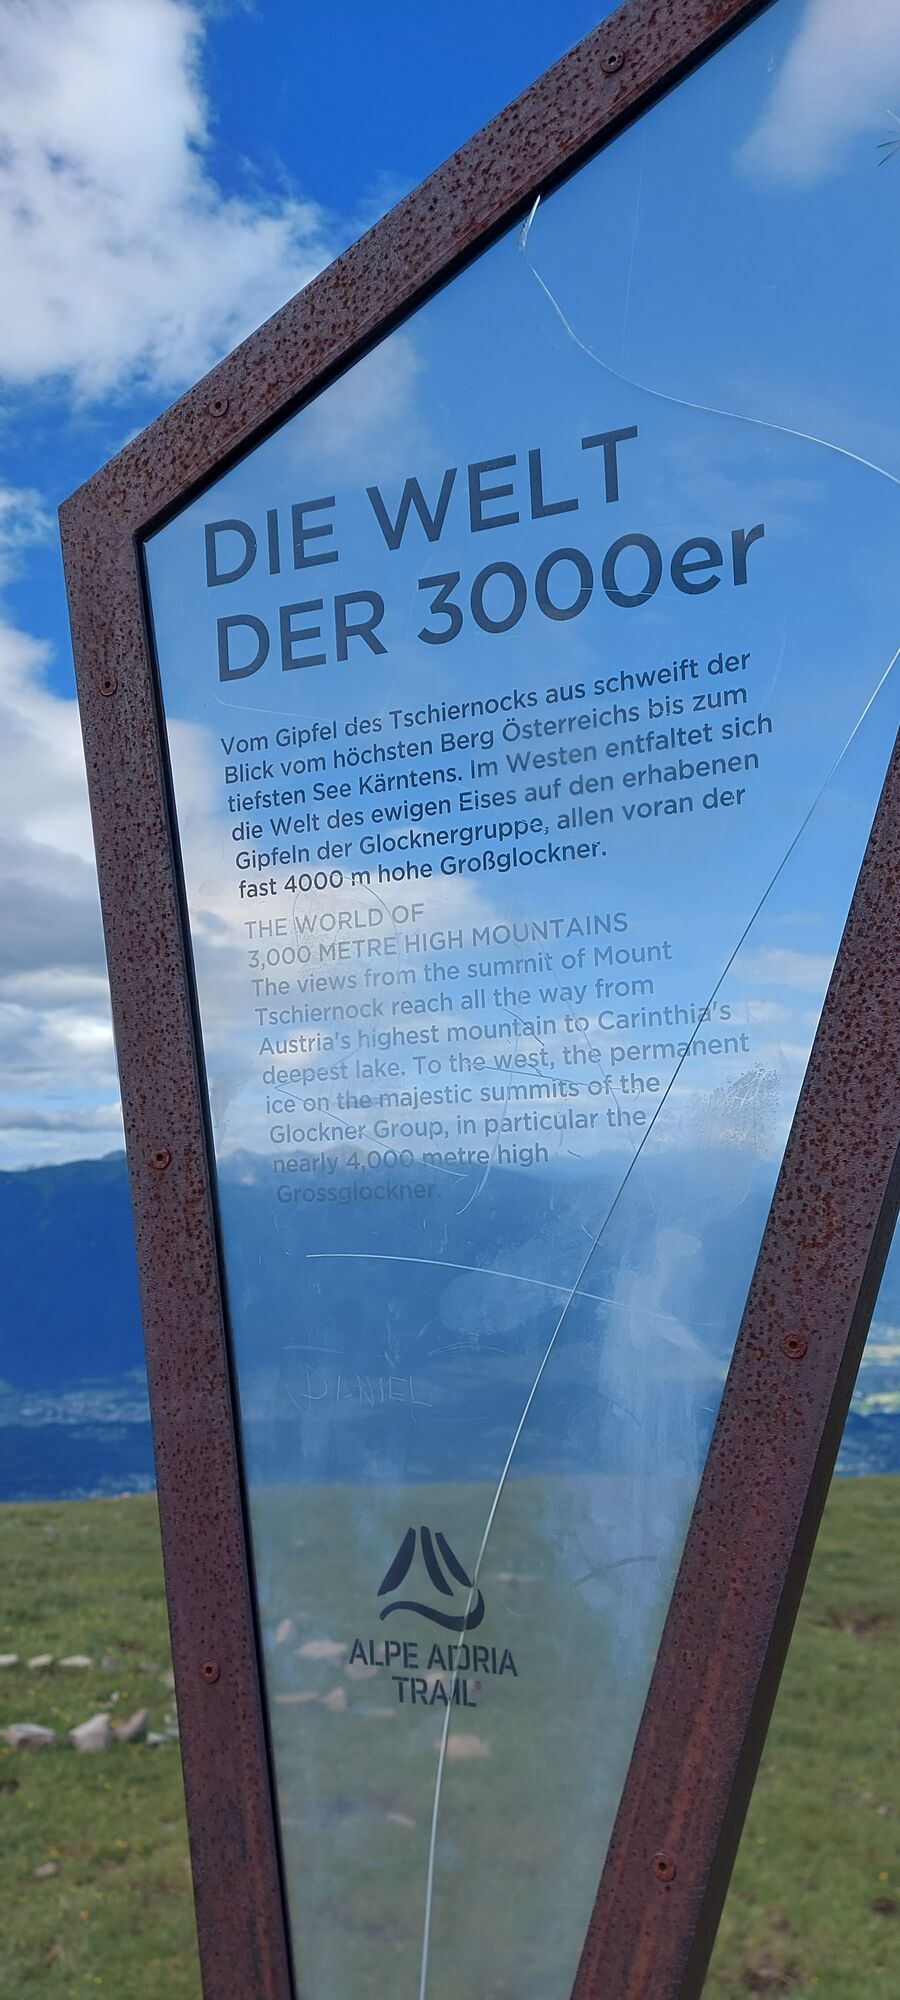 DIE WELT
DER 3000er
Vom Gipfel des Tschiernocks aus schweift der
Blick vom höchsten Berg Österreichs bis zum
tiefsten See Kärntens. Im Westen entfaltet sich
die Welt des ewigen Eises auf den erhabenen
Gipfeln der Glocknergruppe, allen voran der
fast 4000 m hohe Großglockner.
THE WORLD OF
3,000 METRE HIGH MOUNTAINS
The views from the summit of Mount
Tschiernock reach all the way from
Austria's highest mountain to Carinthia's
deepest lake. To the west, the permanent
ice on the majestic summits of the
Glockner Group, in particular the
nearly 4,000 metre high
Grossglockner.
DANIEL
ALPE ADRIA
TRAIL®